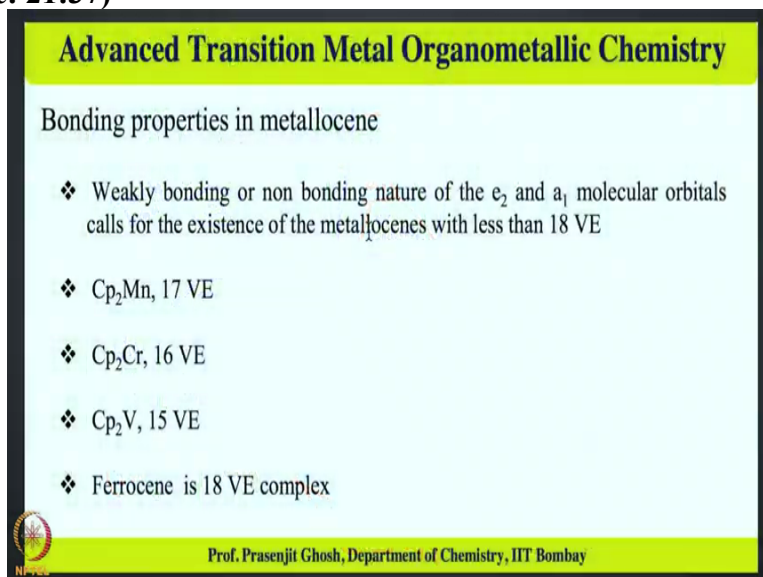 Advanced Transition Metal Organometallic Chemistry
Bonding properties in metallocene
❖ Weakly bonding or non bonding nature of the e₂ and a₁ molecular orbitals
calls for the existence of the metallocenes with less than 18 VE
❖ Cp₂Mn, 17 VE
❖ Cp₂Cr, 16 VE
❖ Cp₂V, 15 VE
❖ Ferrocene is 18 VE complex
NPTEL
Prof. Prasenjit Ghosh, Department of Chemistry, IIT Bombay